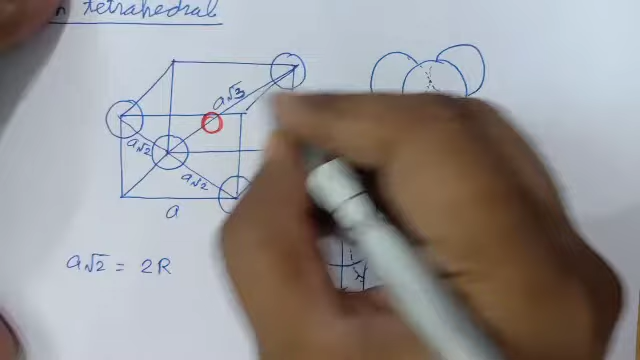 tetrahedral
a√3
a√2
a√2
a
a√2 = 2R